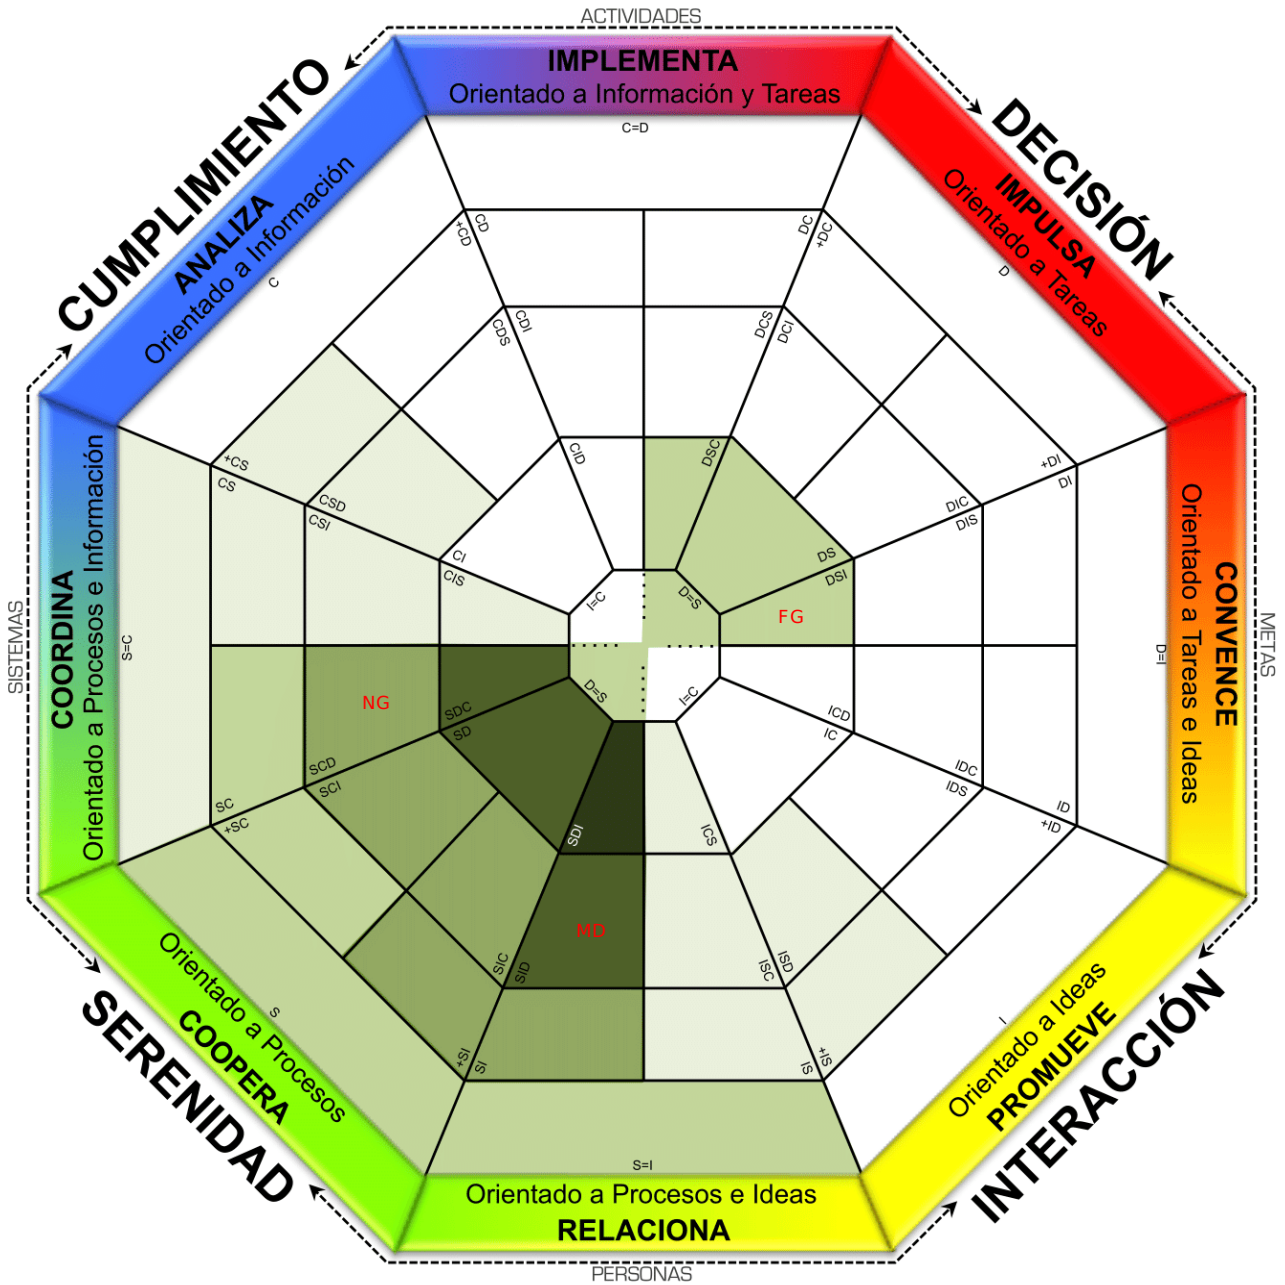 ACTIVIDADES
IMPLEMENTA
Orientado a Información y Tareas
C=D
CUMPLIMIENTO
DECISIÓN
ANALIZA
Orientado a Información
C
IMPULSA
Orientado a Tareas
D
CD
+CD
DC
+DC
CDI
CDS
DCS
DCI
CID
DSC
+CS
CS
CSD
CSI
CI
CIS
DS
DSI
DIC
DIS
+DI
DI
I=C
D=S
FG
SISTEMAS
COORDINA
Orientado a Procesos e Información
S=C
D=I
Orientado a Tareas e Ideas
CONVENCE
METAS
NG
D=S
I=C
SDC
SD
ICD
IC
SCD
SCI
IDC
IDS
SC
+SC
ID
+ID
SDI
ICS
MD
SIC
SID
ISC
ISD
+SI
SI
IS
+IS
S
Orientado a Procesos
COOPERA
SERENIDAD
I
Orientado a Ideas
PROMUEVE
INTERACCIÓN
S=I
Orientado a Procesos e Ideas
RELACIONA
PERSONAS